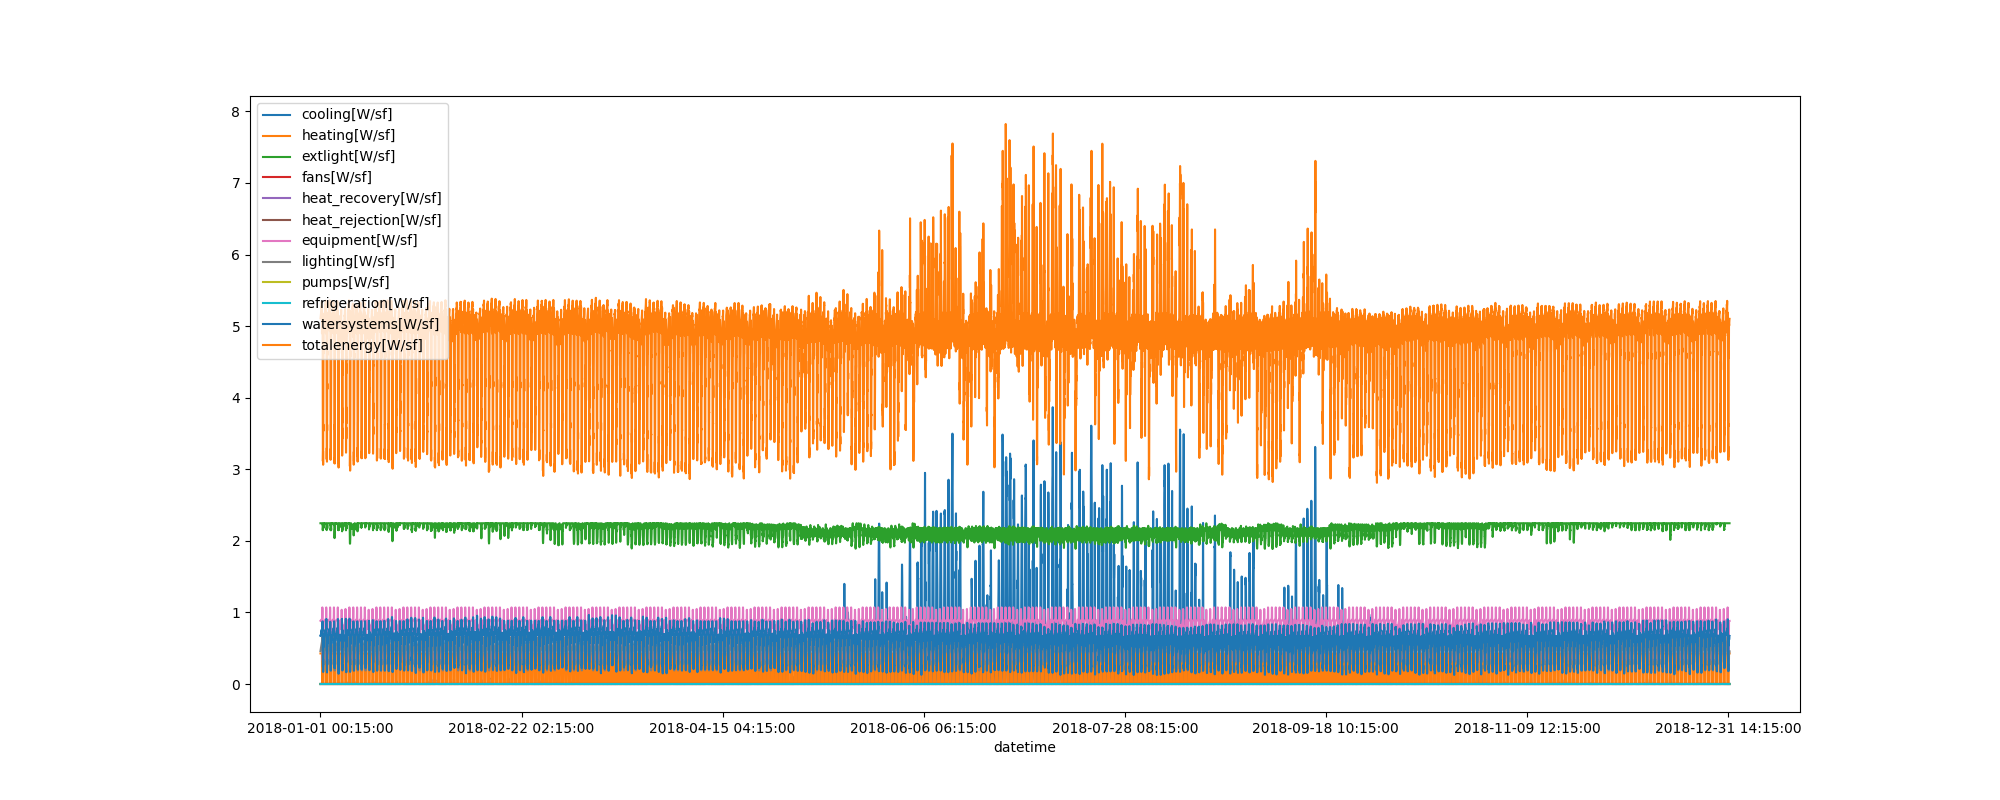 8
7
6
5
4
3
2
1
0
cooling[W/sf]
heating[W/sf]
extlight[W/sf]
fans[W/sf]
heat_recovery[W/sf]
heat_rejection[W/sf]
equipment[W/sf]
lighting[W/sf]
pumps[W/sf]
refrigeration[W/sf]
watersystems[W/sf]
totalenergy[W/sf]
2018-01-01 00:15:00 2018-02-22 02:15:00 2018-04-15 04:15:00 2018-06-06 06:15:00 2018-07-28 08:15:00 2018-09-18 10:15:00 2018-11-09 12:15:00 2018-12-31 14:15:00
datetime